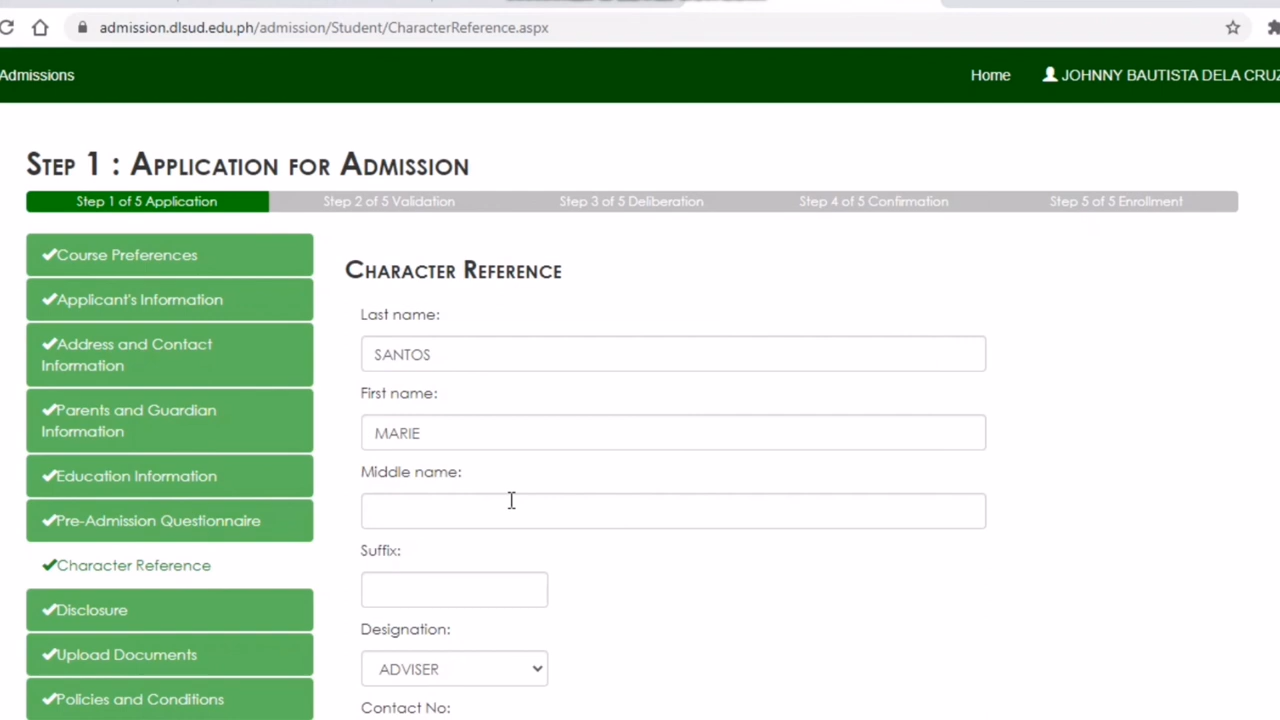 admission.dlsud.edu.ph/admission/Student/CharacterReference.aspx
Admissions
Home
JOHNNY BAUTISTA DELA CRUZ
Step 1 : Application for Admission
Step 1 of 5 Application
Step 2 of 5 Validation
Step 3 of 5 Deliberation
Step 4 of 5 Confirmation
Step 5 of 5 Enrollment
Course Preferences
Applicant's Information
Address and Contact
Information
Parents and Guardian
Information
Education Information
Pre-Admission Questionnaire
Character Reference
Disclosure
Upload Documents
Policies and Conditions
Character Reference
Last name:
SANTOS
First name:
MARIE
Middle name:
Suffix:
Designation:
ADVISER
Contact No: